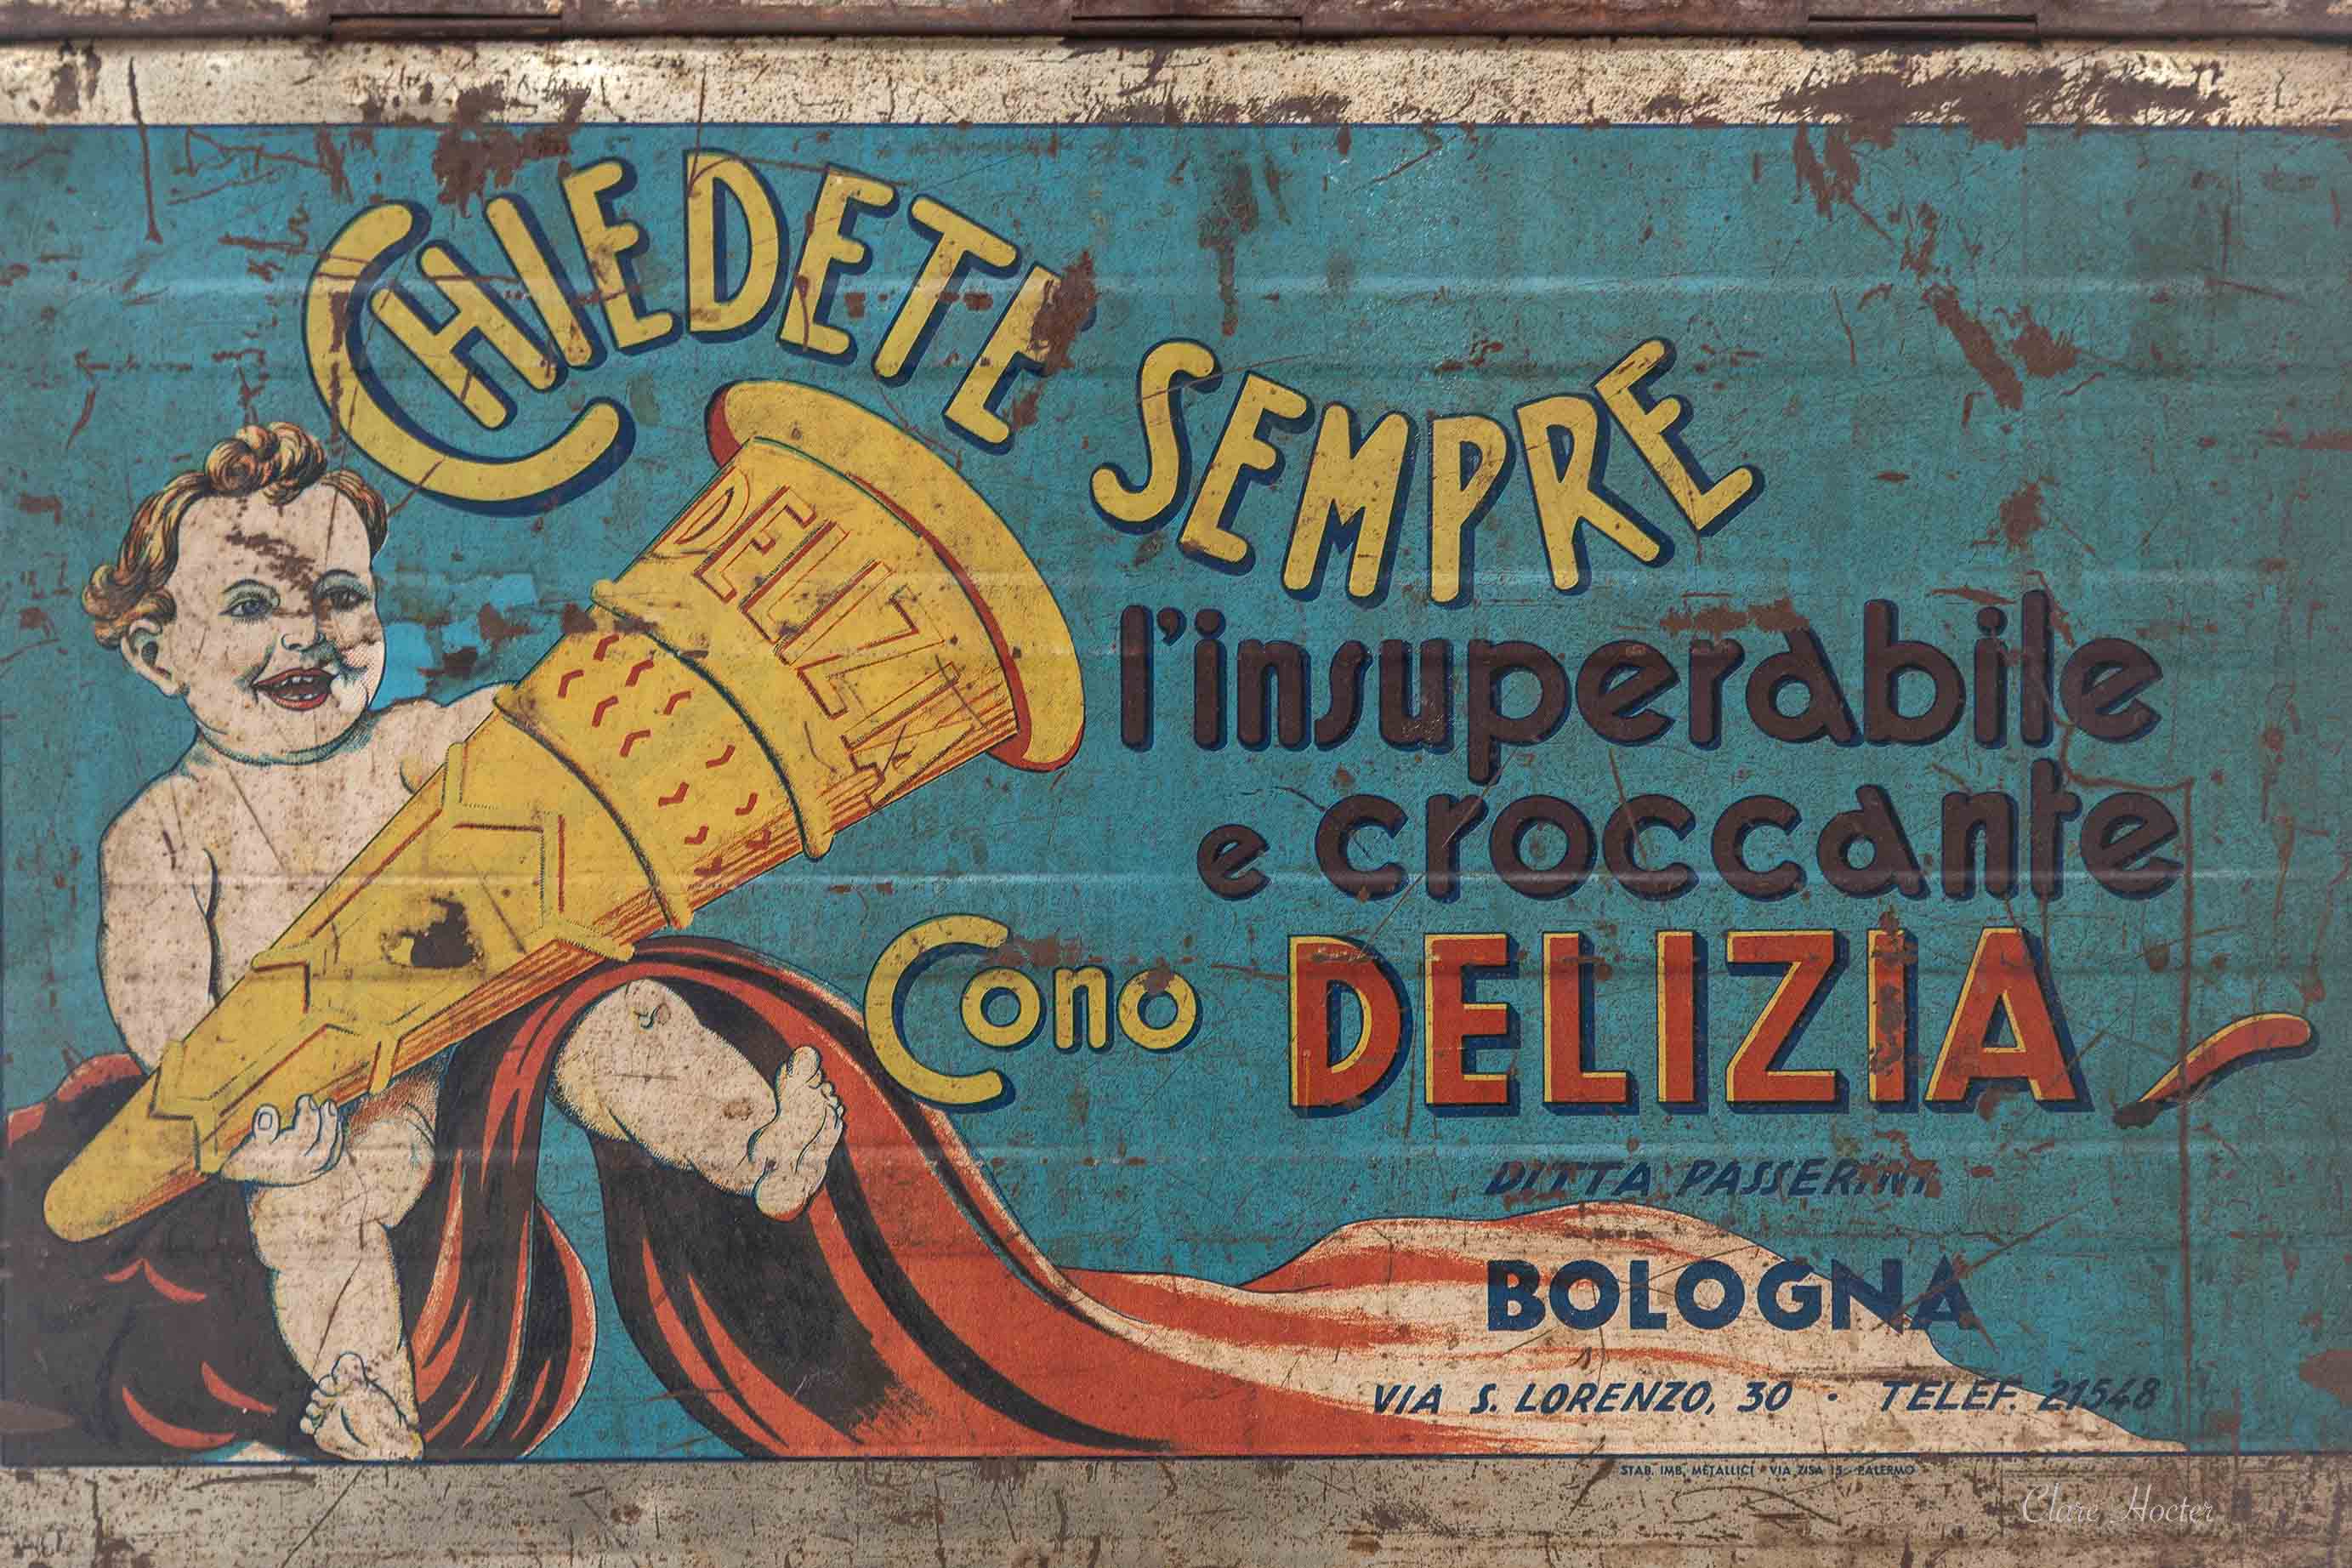 CHIEDETE SEMPRE
DELIZIA
l'insuperabile
e croccante
Cono DELIZIA
DITTA PASSERINI
BOLOGNA
VIA S. LORENZO, 30 • TELEF. 21548
STAB. IMB. METALLICI • VIA ZISA 15 - PALERMO
Clare Hocter